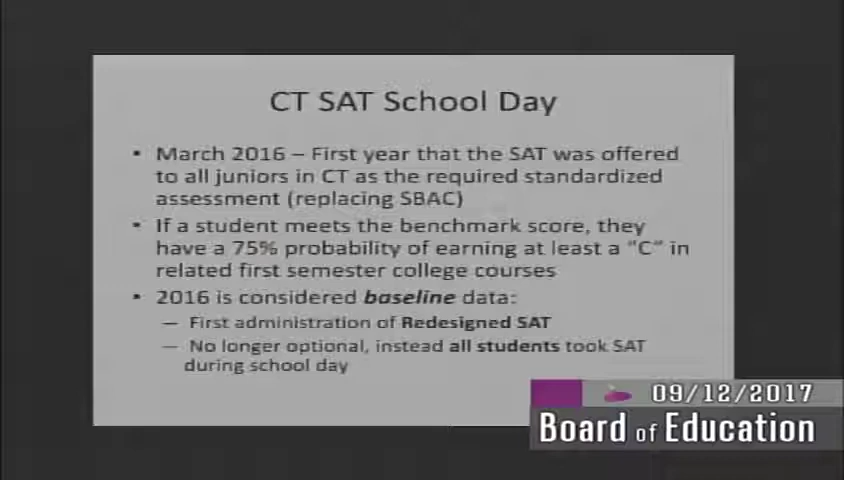 CT SAT School Day
▪ March 2016 – First year that the SAT was offered
to all juniors in CT as the required standardized
assessment (replacing SBAC)
▪ If a student meets the benchmark score, they
have a 75% probability of earning at least a "C" in
related first semester college courses
▪ 2016 is considered baseline data:
– First administration of Redesigned SAT
– No longer optional, instead all students took SAT
during school day
09/12/2017
Board of Education